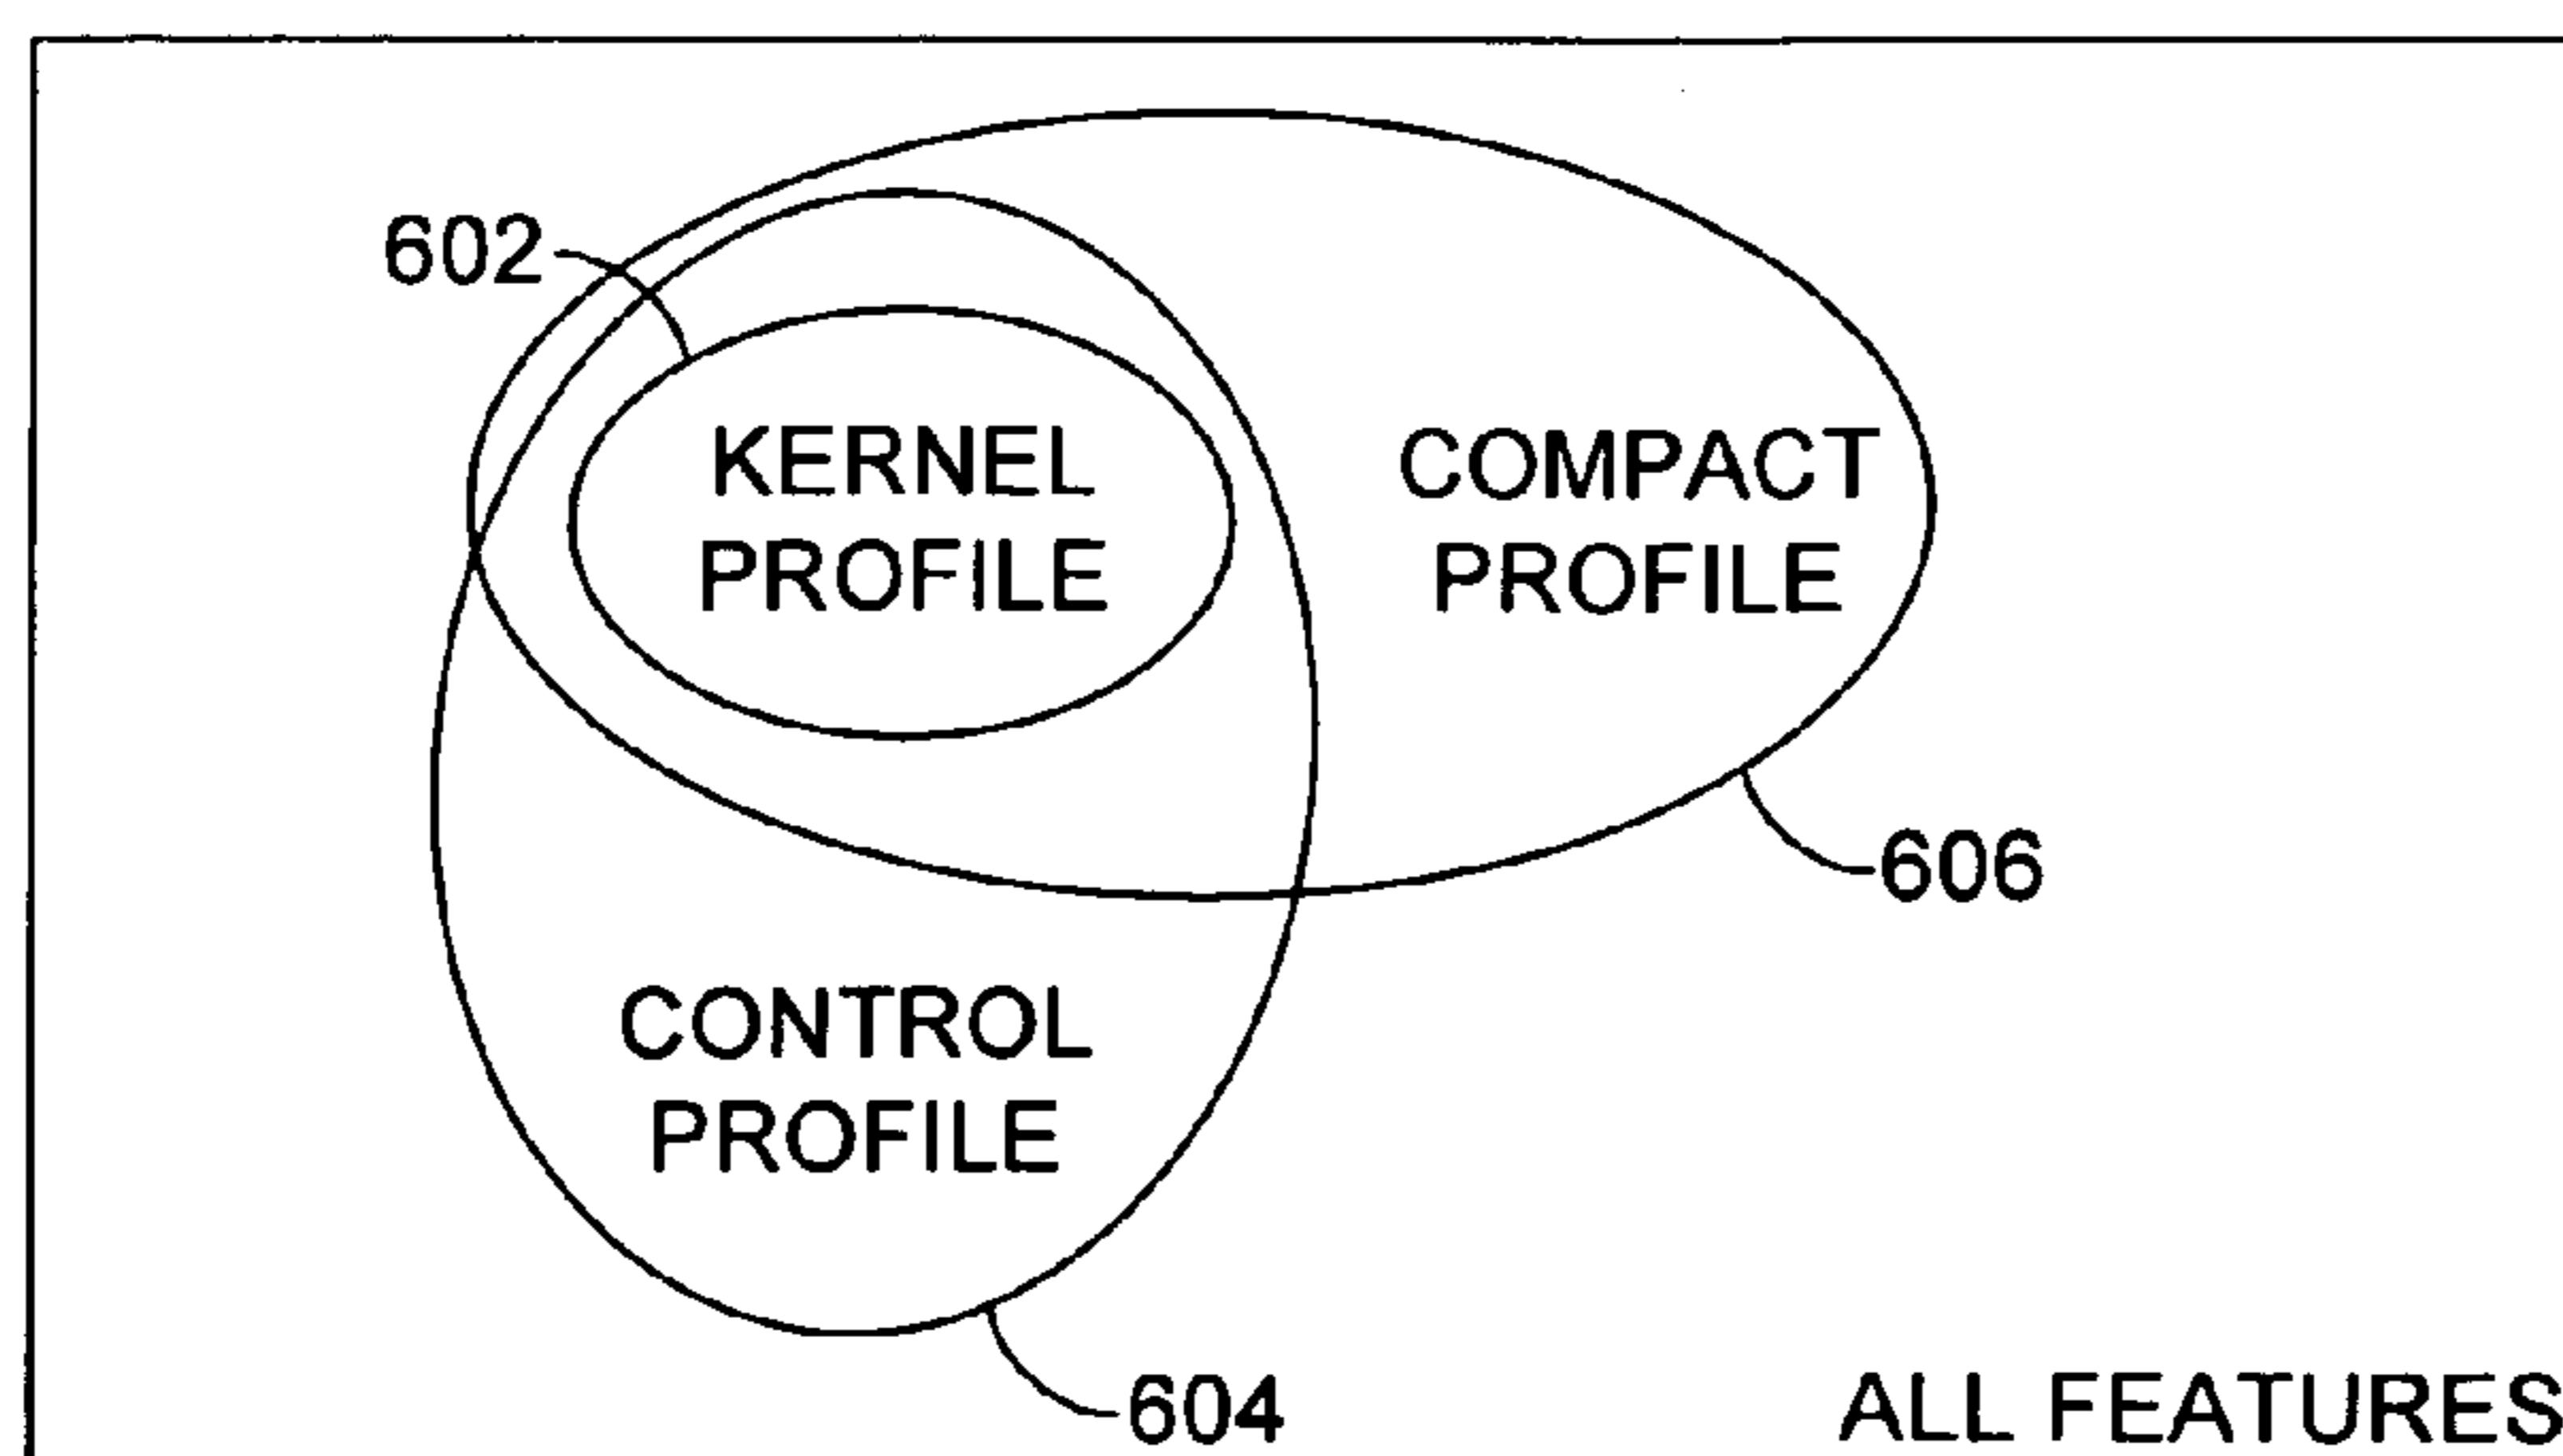 602
KERNEL
PROFILE
COMPACT
PROFILE
606
CONTROL
PROFILE
604
ALL FEATURES